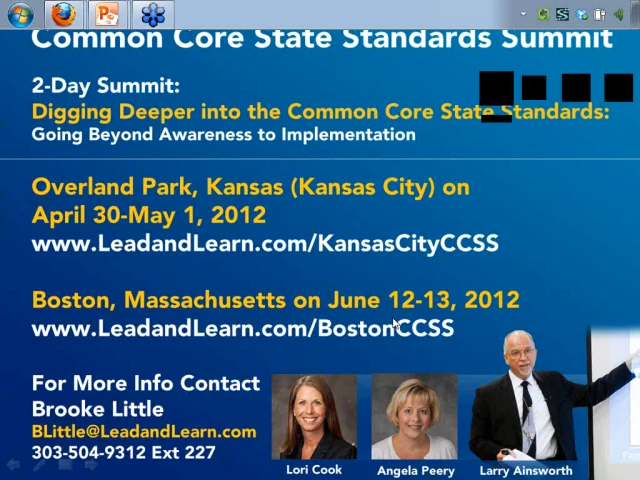 Common Core State Standards Summit
2-Day Summit:
Digging Deeper into the Common Core State Standards:
Going Beyond Awareness to Implementation
Overland Park, Kansas (Kansas City) on
April 30-May 1, 2012
www.LeadandLearn.com/KansasCityCCSS
Boston, Massachusetts on June 12-13, 2012
www.LeadandLearn.com/BostonCCSS
For More Info Contact
Brooke Little
BLittle@LeadandLearn.com
303-504-9312 Ext 227
Lori Cook
Angela Peery
Larry Ainsworth